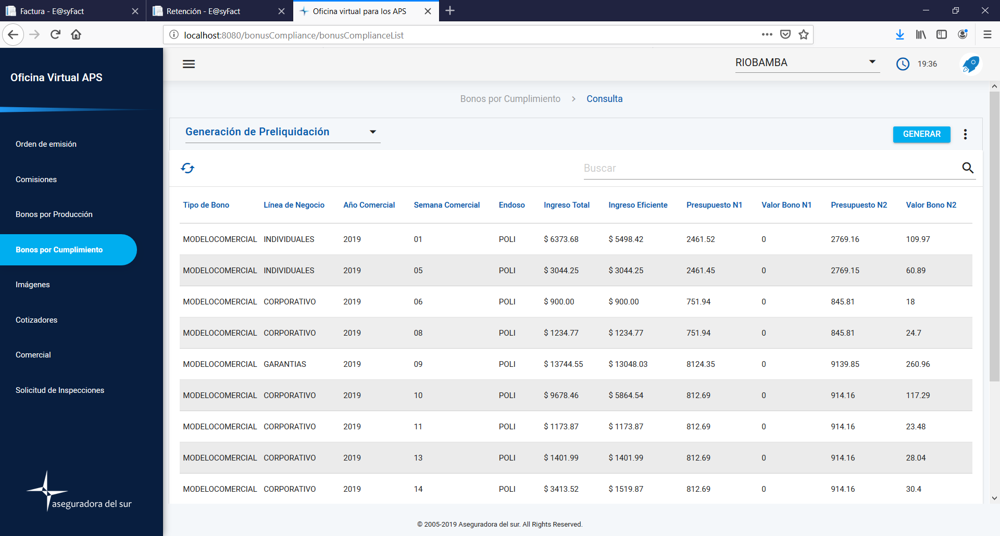 Factura - E@syFact
Retención - E@syFact
Oficina virtual para los APS
localhost:8080/bonusCompliance/bonusComplianceList
Oficina Virtual APS
RIOBAMBA
19:36
Bonos por Cumplimiento > Consulta
Generación de Preliquidación
GENERAR
Buscar
Orden de emisión
Comisiones
Bonos por Producción
Bonos por Cumplimiento
Imágenes
Cotizadores
Comercial
Solicitud de Inspecciones
aseguradora del sur
Tipo de Bono Línea de Negocio Año Comercial Semana Comercial Endoso Ingreso Total Ingreso Eficiente Presupuesto N1 Valor Bono N1 Presupuesto N2 Valor Bono N2
MODELOCOMERCIAL INDIVIDUALES 2019 01 POLI $ 6373.68 $ 5498.42 2461.52 0 2769.16 109.97
MODELOCOMERCIAL INDIVIDUALES 2019 05 POLI $ 3044.25 $ 3044.25 2461.45 0 2769.15 60.89
MODELOCOMERCIAL CORPORATIVO 2019 06 POLI $ 900.00 $ 900.00 751.94 0 845.81 18
MODELOCOMERCIAL CORPORATIVO 2019 08 POLI $ 1234.77 $ 1234.77 751.94 0 845.81 24.7
MODELOCOMERCIAL GARANTIAS 2019 09 POLI $ 13744.55 $ 13048.03 8124.35 0 9139.85 260.96
MODELOCOMERCIAL CORPORATIVO 2019 10 POLI $ 9678.46 $ 5864.54 812.69 0 914.16 117.29
MODELOCOMERCIAL CORPORATIVO 2019 11 POLI $ 1173.87 $ 1173.87 812.69 0 914.16 23.48
MODELOCOMERCIAL CORPORATIVO 2019 13 POLI $ 1401.99 $ 1401.99 812.69 0 914.16 28.04
MODELOCOMERCIAL CORPORATIVO 2019 14 POLI $ 3413.52 $ 1519.87 812.69 0 914.16 30.4
© 2005-2019 Aseguradora del sur. All Rights Reserved.